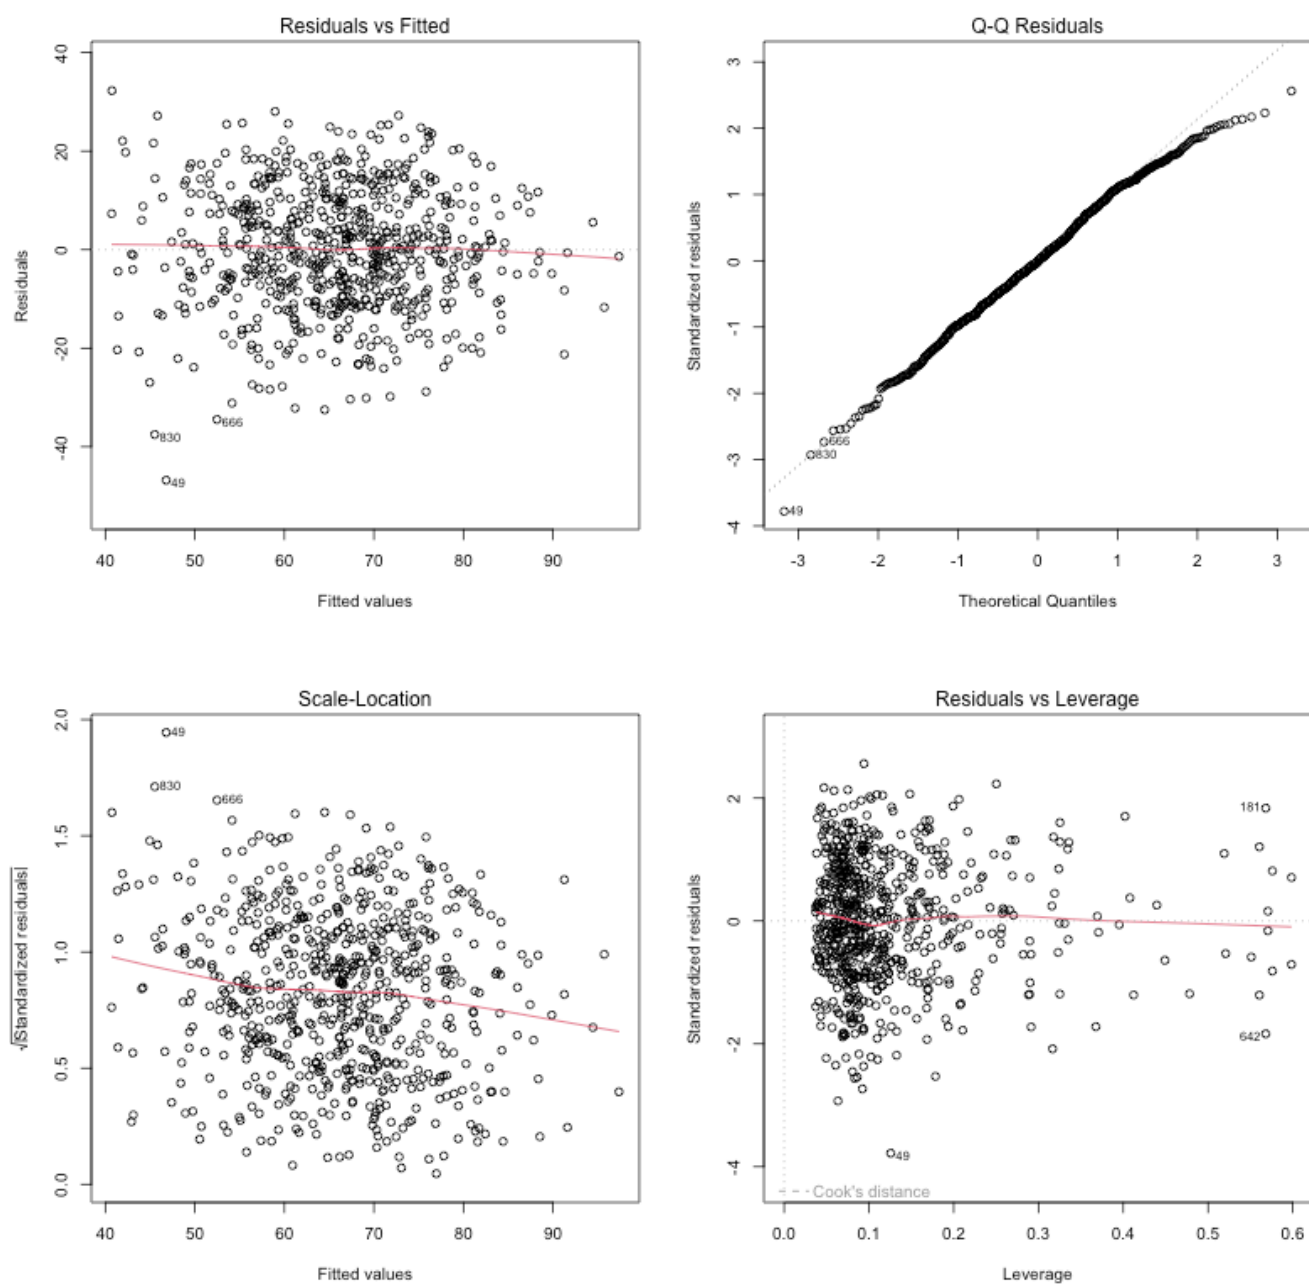 Residuals vs Fitted
40
20
0
-20
-40
Residuals
666
830
49
40 50 60 70 80 90
Fitted values
Q-Q Residuals
3
2
1
0
-1
-2
-3
-4
Standardized residuals
666
830
49
-3 -2 -1 0 1 2 3
Theoretical Quantiles
Scale-Location
2.0
1.5
1.0
0.5
0.0
√|Standardized residuals|
49
830
666
40 50 60 70 80 90
Fitted values
Residuals vs Leverage
2
0
-2
-4
Standardized residuals
181
642
49
Cook's distance
0.0 0.1 0.2 0.3 0.4 0.5 0.6
Leverage